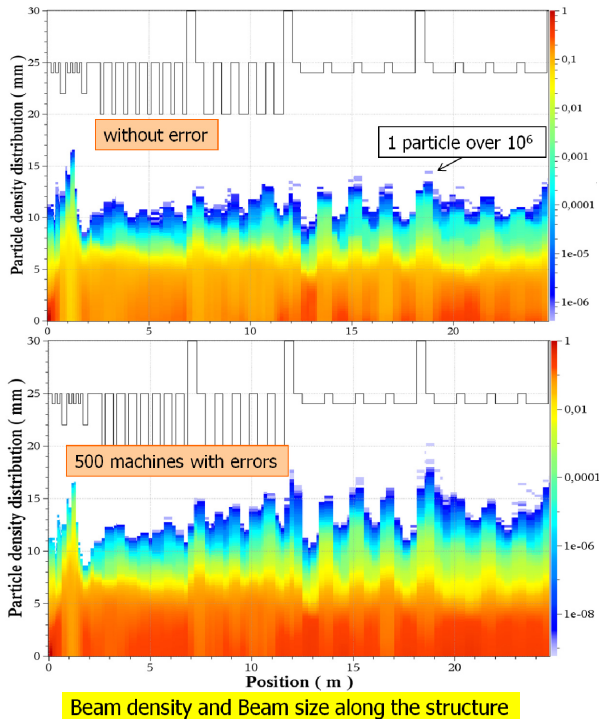 Particle density distribution ( mm )
30
25
20
15
10
5
0
without error
1 particle over 10⁶
0
5
10
15
20
1
0,1
0,01
0,001
0,0001
1e-05
1e-06
Particle density distribution ( mm )
30
25
20
15
10
5
0
500 machines with errors
0
5
10
15
20
1
0,01
0,0001
1e-06
1e-08
Position ( m )
Beam density and Beam size along the structure